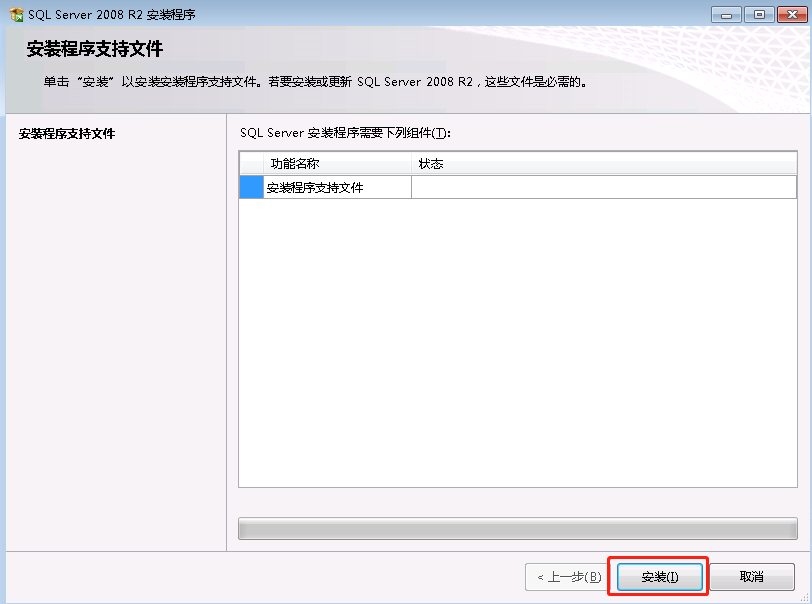 SQL Server 2008 R2 安装程序
安装程序支持文件
单击“安装”以安装安装程序支持文件。若要安装或更新 SQL Server 2008 R2，这些文件是必需的。
安装程序支持文件
SQL Server 安装程序需要下列组件(T):
功能名称 状态
安装程序支持文件
< 上一步(B) 安装(I) 取消